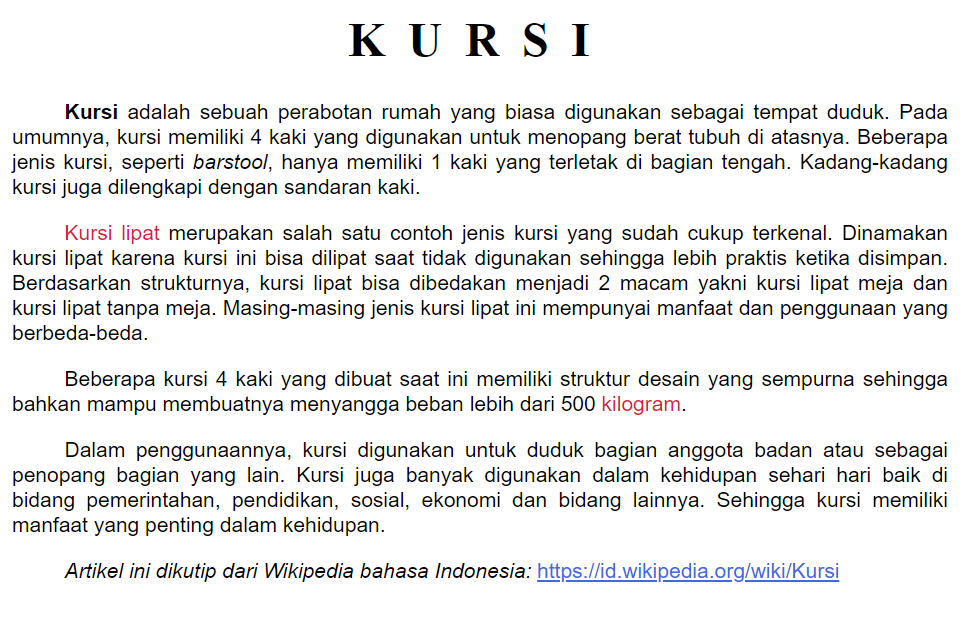 K U R S I
Kursi adalah sebuah perabotan rumah yang biasa digunakan sebagai tempat duduk. Pada
umumnya, kursi memiliki 4 kaki yang digunakan untuk menopang berat tubuh di atasnya. Beberapa
jenis kursi, seperti barstool, hanya memiliki 1 kaki yang terletak di bagian tengah. Kadang-kadang
kursi juga dilengkapi dengan sandaran kaki.
Kursi lipat merupakan salah satu contoh jenis kursi yang sudah cukup terkenal. Dinamakan
kursi lipat karena kursi ini bisa dilipat saat tidak digunakan sehingga lebih praktis ketika disimpan.
Berdasarkan strukturnya, kursi lipat bisa dibedakan menjadi 2 macam yakni kursi lipat meja dan
kursi lipat tanpa meja. Masing-masing jenis kursi lipat ini mempunyai manfaat dan penggunaan yang
berbeda-beda.
Beberapa kursi 4 kaki yang dibuat saat ini memiliki struktur desain yang sempurna sehingga
bahkan mampu membuatnya menyangga beban lebih dari 500 kilogram.
Dalam penggunaannya, kursi digunakan untuk duduk bagian anggota badan atau sebagai
penopang bagian yang lain. Kursi juga banyak digunakan dalam kehidupan sehari hari baik di
bidang pemerintahan, pendidikan, sosial, ekonomi dan bidang lainnya. Sehingga kursi memiliki
manfaat yang penting dalam kehidupan.
Artikel ini dikutip dari Wikipedia bahasa Indonesia: https://id.wikipedia.org/wiki/Kursi